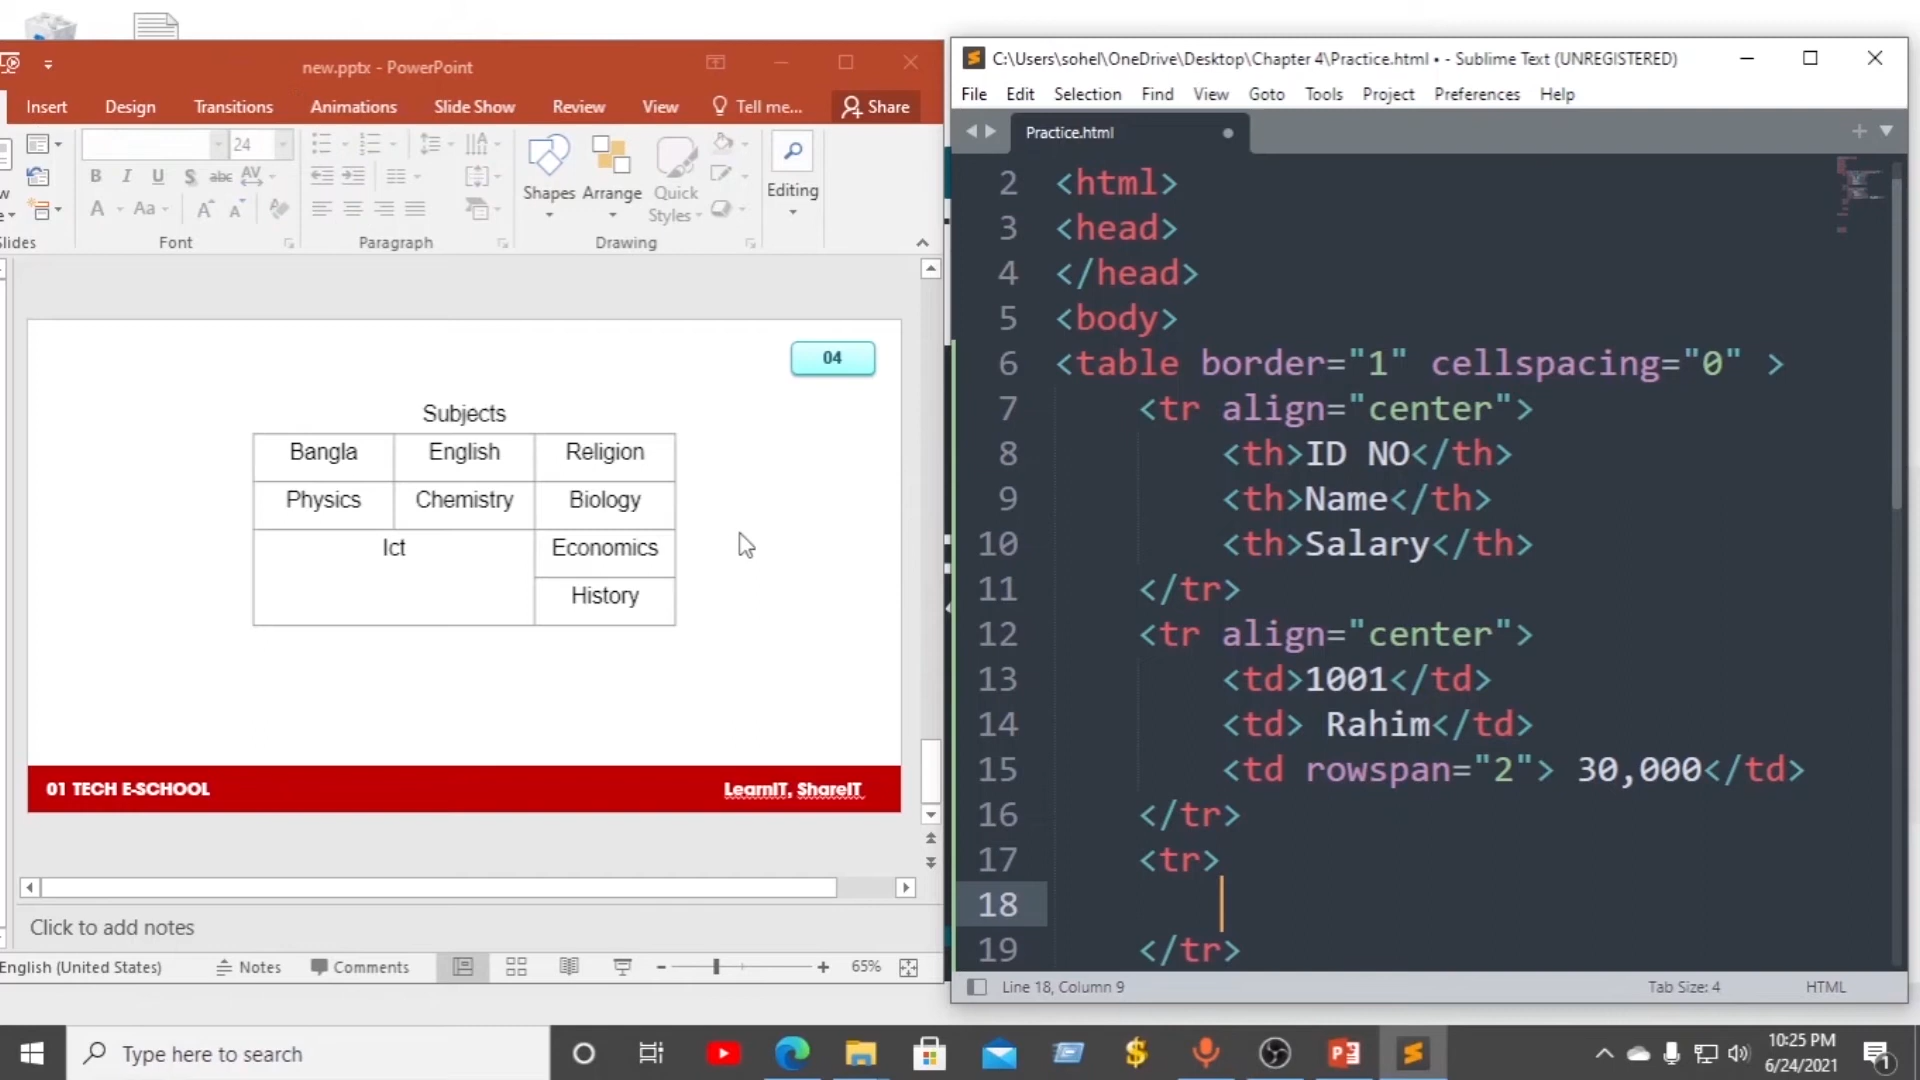 new.pptx - PowerPoint
Insert Design Transitions Animations Slide Show Review View Tell me... Share
24
B I U S abc AV
A Aa A A
Shapes Arrange Quick Styles Editing
Slides Font Paragraph Drawing
04
Subjects
Bangla English Religion
Physics Chemistry Biology
Ict Economics
History
01 TECH E-SCHOOL LearnIT, ShareIT
Click to add notes
English (United States) Notes Comments 65%
C:\Users\sohel\OneDrive\Desktop\Chapter 4\Practice.html • - Sublime Text (UNREGISTERED)
File Edit Selection Find View Goto Tools Project Preferences Help
Practice.html
2 <html>
3 <head>
4 </head>
5 <body>
6 <table border="1" cellspacing="0" >
7 <tr align="center">
8 <th>ID NO</th>
9 <th>Name</th>
10 <th>Salary</th>
11 </tr>
12 <tr align="center">
13 <td>1001</td>
14 <td> Rahim</td>
15 <td rowspan="2"> 30,000</td>
16 </tr>
17 <tr>
18
19 </tr>
Line 18, Column 9 Tab Size: 4 HTML
Type here to search
10:25 PM
6/24/2021
1